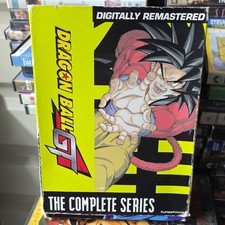 DIGITALLY REMASTERED
DRAGON BALL GT
THE COMPLETE SERIES